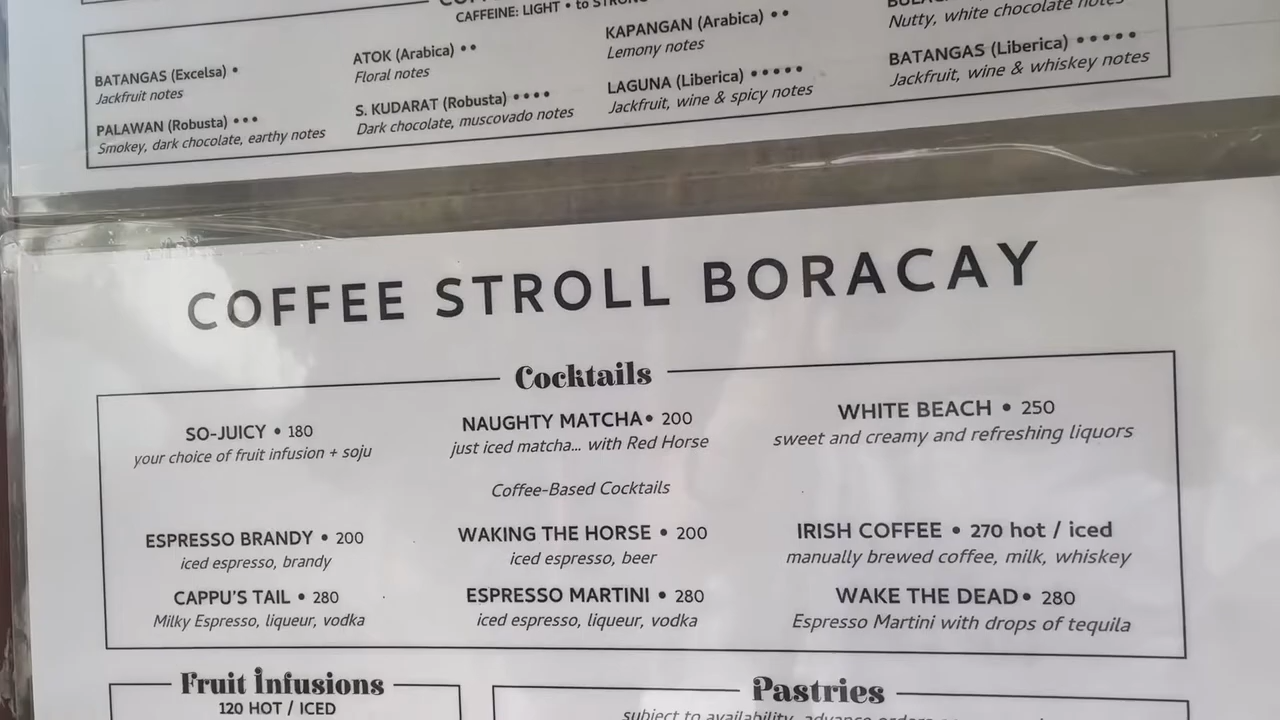 CAFFEINE: LIGHT • to STRONG
BATANGAS (Excelsa) •
Jackfruit notes
PALAWAN (Robusta) •••
Smokey, dark chocolate, earthy notes
ATOK (Arabica) ••
Floral notes
S. KUDARAT (Robusta) ••••
Dark chocolate, muscovado notes
KAPANGAN (Arabica) ••
Lemony notes
LAGUNA (Liberica) •••••
Jackfruit, wine & spicy notes
Nutty, white chocolate notes
BATANGAS (Liberica) •••••
Jackfruit, wine & whiskey notes
COFFEE STROLL BORACAY
Cocktails
SO-JUICY • 180
your choice of fruit infusion + soju
NAUGHTY MATCHA • 200
just iced matcha... with Red Horse
WHITE BEACH • 250
sweet and creamy and refreshing liquors
Coffee-Based Cocktails
ESPRESSO BRANDY • 200
iced espresso, brandy
WAKING THE HORSE • 200
iced espresso, beer
IRISH COFFEE • 270 hot / iced
manually brewed coffee, milk, whiskey
CAPPU'S TAIL • 280
Milky Espresso, liqueur, vodka
ESPRESSO MARTINI • 280
iced espresso, liqueur, vodka
WAKE THE DEAD • 280
Espresso Martini with drops of tequila
Fruit Infusions
120 HOT / ICED
Pastries
subject to availability, advance orders